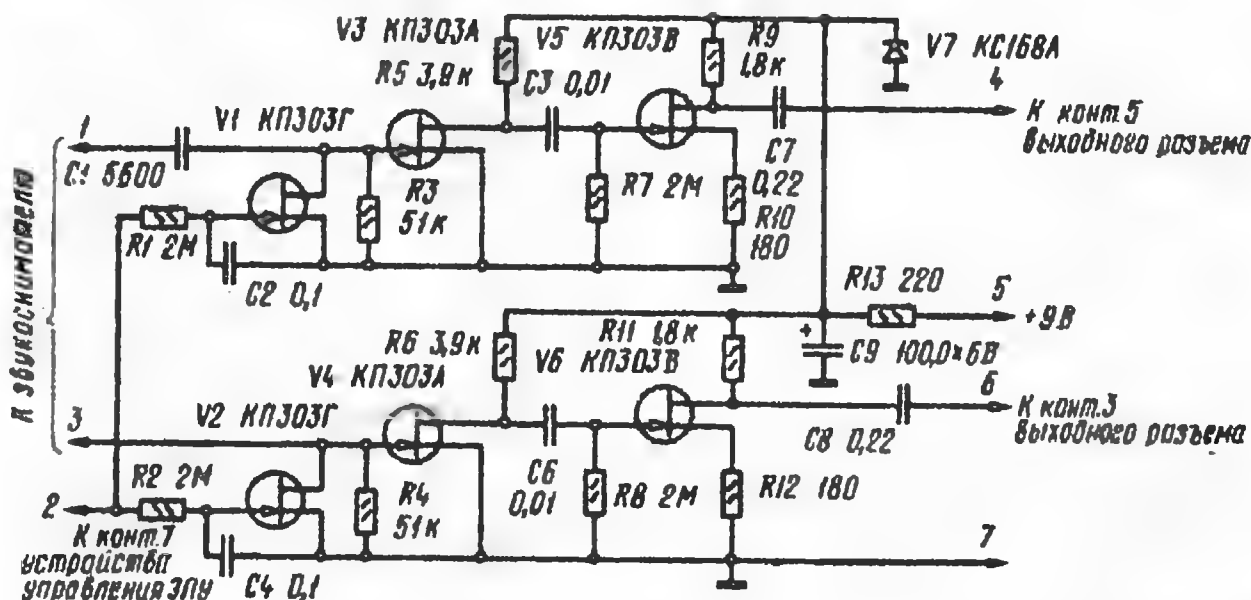 V3 КП303А
V5 КП303В
R9
1,8к
V7 КС168А
R5 3,9к
C3 0,01
4
К конт.5
выходного разъема
1
V1 КП303Г
C1 5600
R3
51к
R7 2М
C7
0,22
R10
180
R1 2М
C2 0,1
К звукоснимателю
R13 220
5
+9В
R6 3,9к
R11 1,8к
V6 КП303В
+
C9 100,0×6В
V4 КП303А
6
К конт.3
выходного разъема
3
V2 КП303Г
C8 0,22
R2 2М
R4
51к
C6
0,01
R8 2М
R12 180
2
К конт.7
устройства
управления ЭПУ
C4 0,1
7